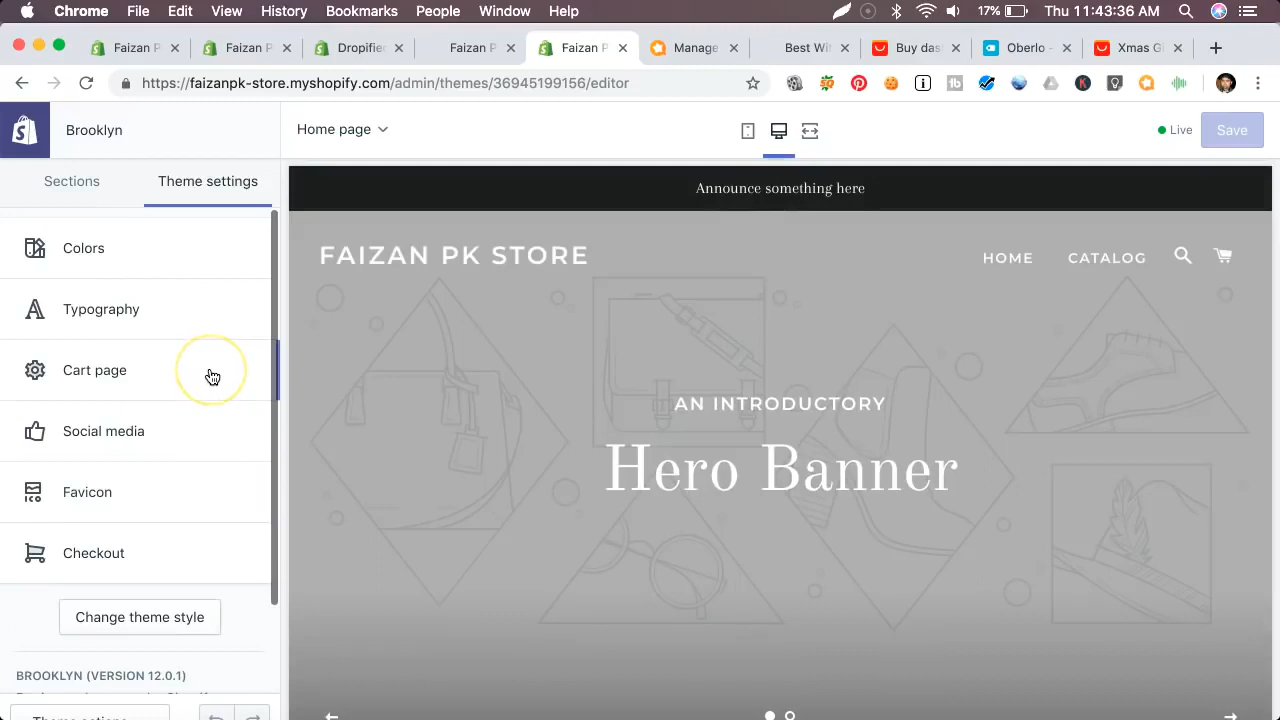 Chrome File Edit View History Bookmarks People Window Help 17% Thu 11:43:36 AM
Faizan P Faizan P Dropifie Faizan P Faizan P Manage Best Wi Buy das Oberlo - Xmas G
https://faizanpk-store.myshopify.com/admin/themes/36945199156/editor
Brooklyn Home page Live Save
Sections Theme settings
Announce something here
Colors
FAIZAN PK STORE HOME CATALOG
Typography
Cart page
AN INTRODUCTORY
Social media
Hero Banner
ICO Favicon
Checkout
Change theme style
BROOKLYN (VERSION 12.0.1)